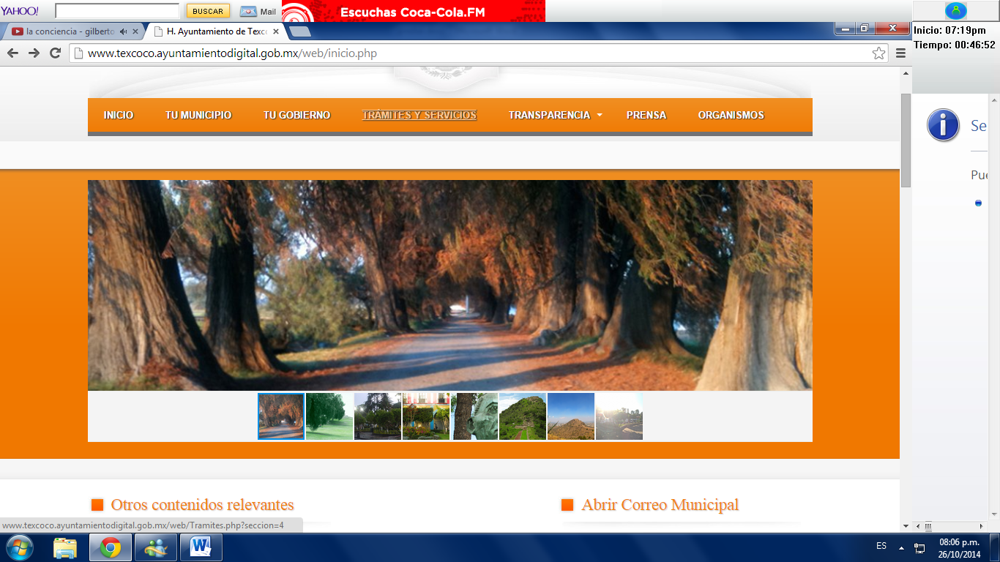 YAHOO!
BUSCAR
Mail
Escuchas Coca-Cola.FM
Inicio: 07:19pm
Tiempo: 00:46:52
la conciencia - gilberto
H. Ayuntamiento de Texco
www.texcoco.ayuntamientodigital.gob.mx/web/inicio.php
INICIO
TU MUNICIPIO
TU GOBIERNO
TRÁMITES Y SERVICIOS
TRANSPARENCIA
PRENSA
ORGANISMOS
Se
Pue
Otros contenidos relevantes
Abrir Correo Municipal
www.texcoco.ayuntamientodigital.gob.mx/web/Tramites.php?seccion=4
ES
08:06 p.m.
26/10/2014